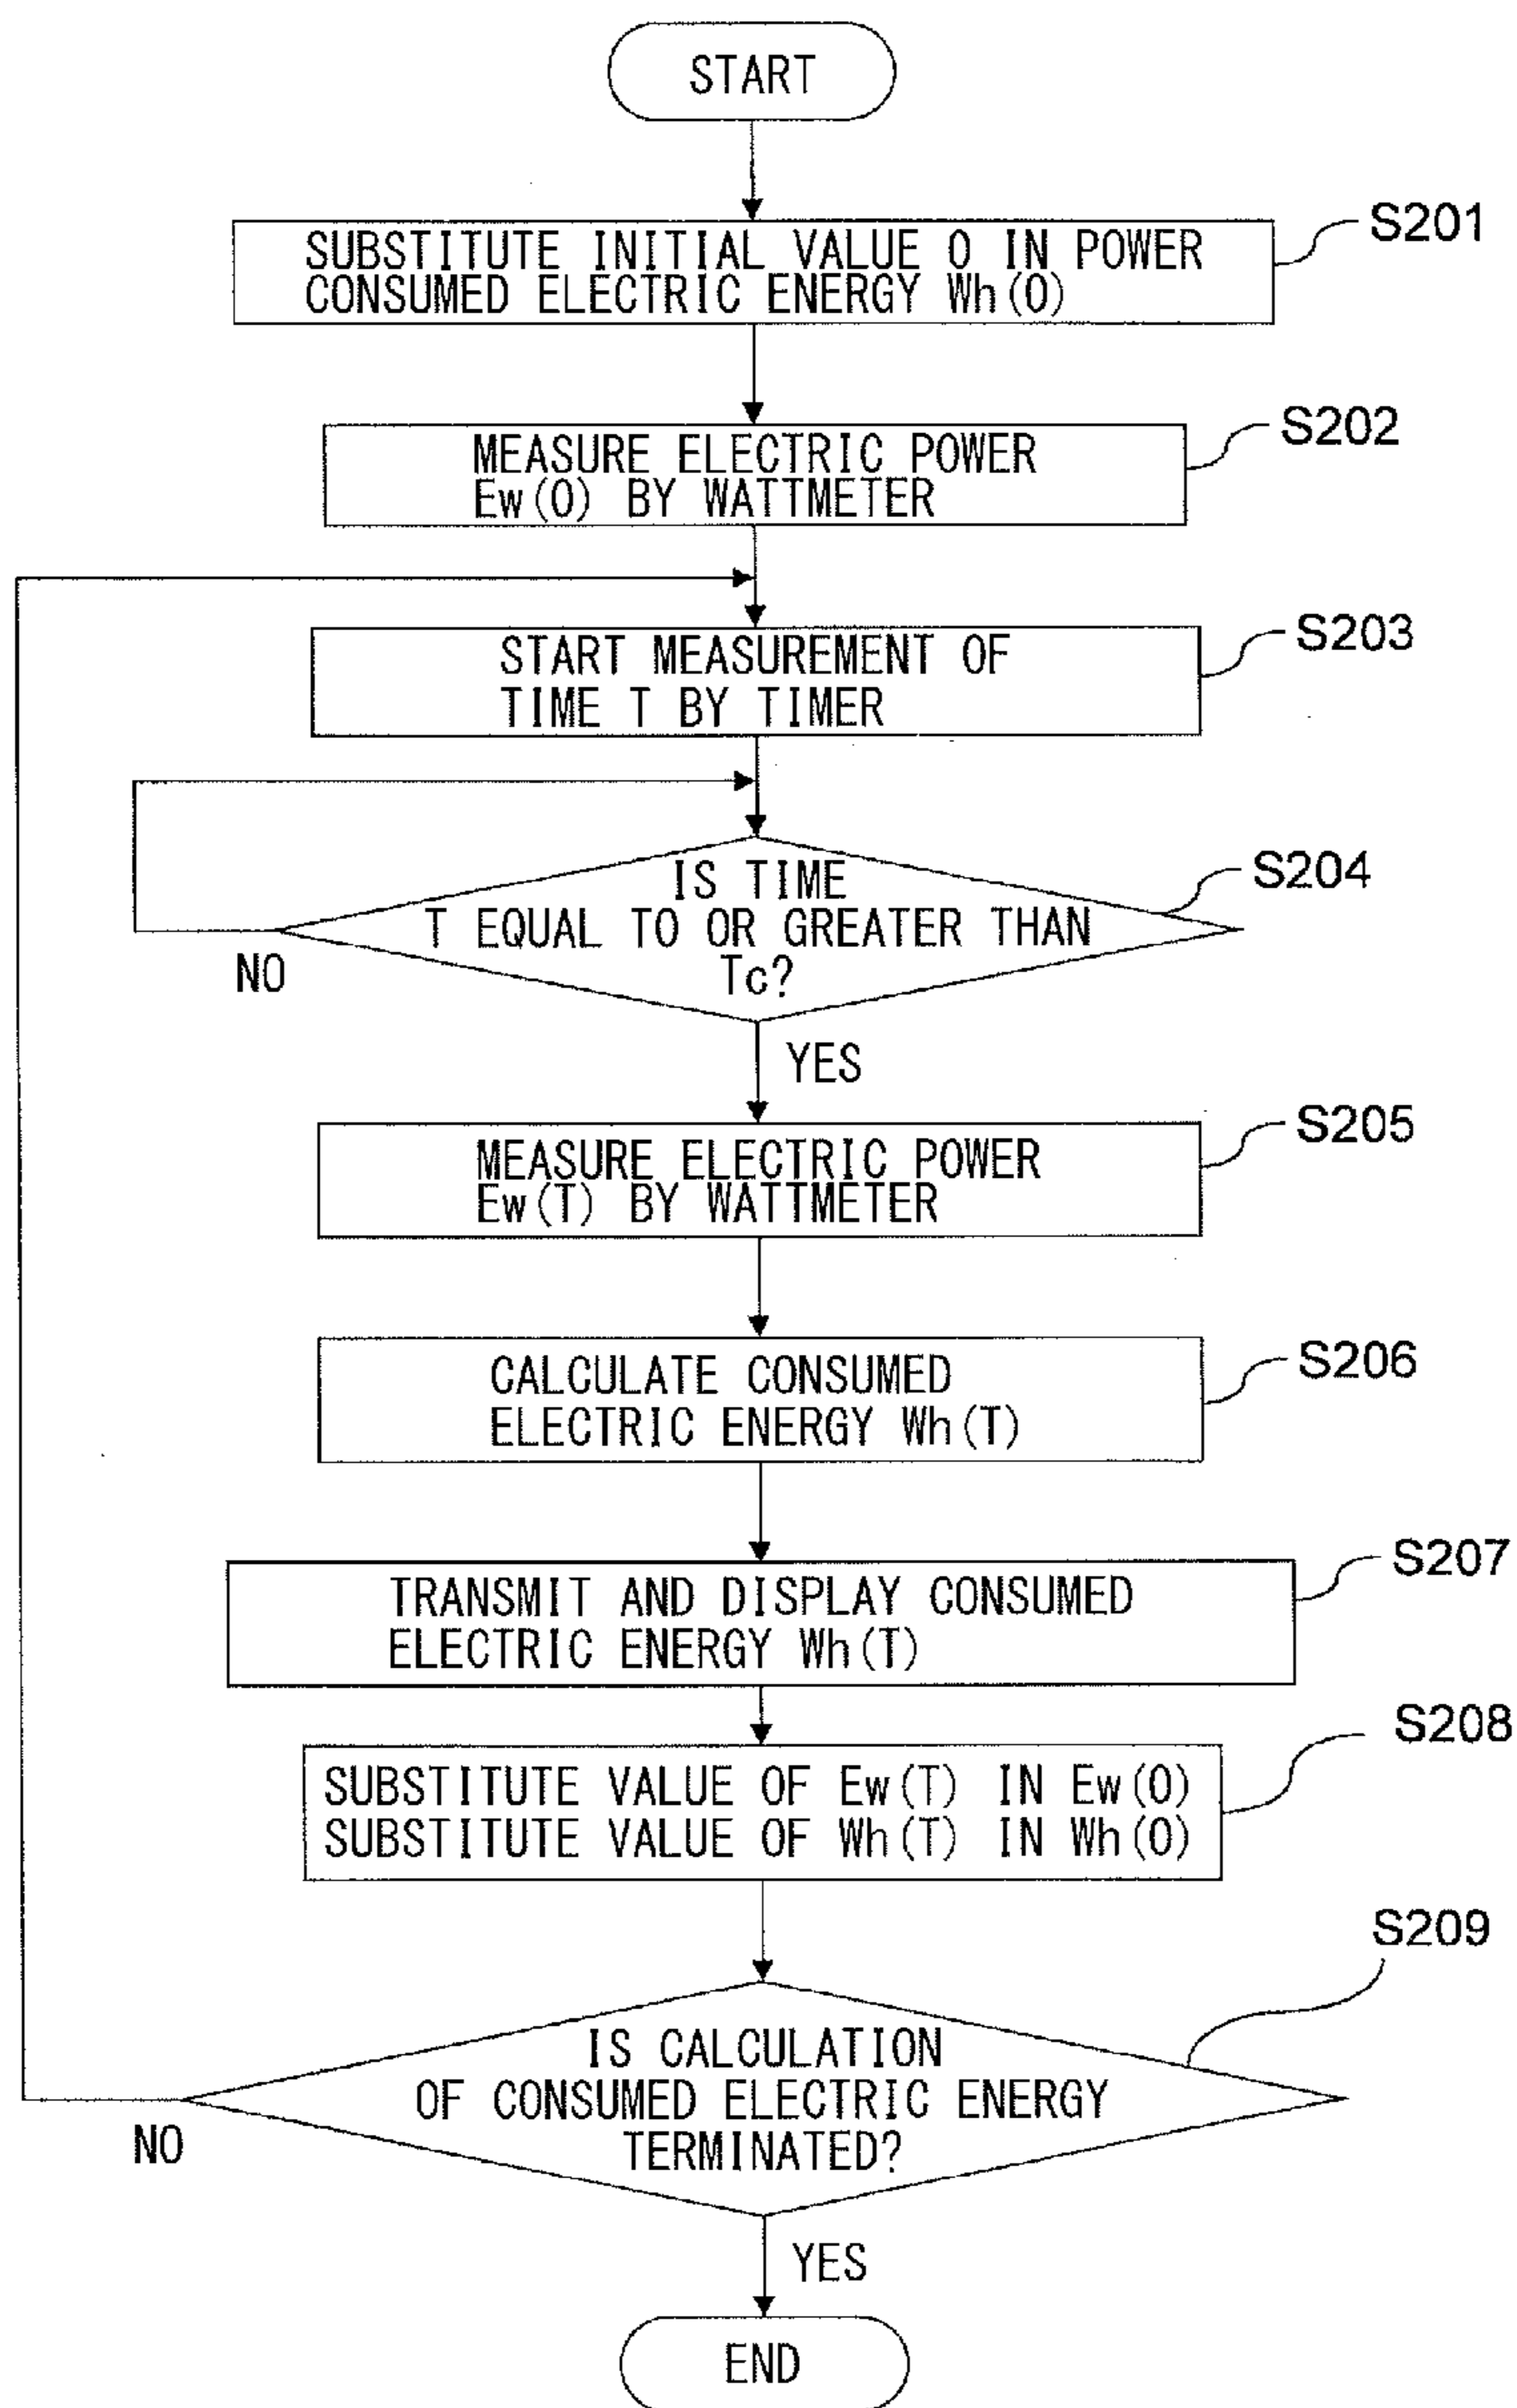 START
SUBSTITUTE INITIAL VALUE 0 IN POWER
CONSUMED ELECTRIC ENERGY Wh(0)
S201
MEASURE ELECTRIC POWER
Ew(0) BY WATTMETER
S202
START MEASUREMENT OF
TIME T BY TIMER
S203
IS TIME
T EQUAL TO OR GREATER THAN
Tc?
S204
NO
YES
MEASURE ELECTRIC POWER
Ew(T) BY WATTMETER
S205
CALCULATE CONSUMED
ELECTRIC ENERGY Wh(T)
S206
TRANSMIT AND DISPLAY CONSUMED
ELECTRIC ENERGY Wh(T)
S207
SUBSTITUTE VALUE OF Ew(T) IN Ew(0)
SUBSTITUTE VALUE OF Wh(T) IN Wh(0)
S208
IS CALCULATION
OF CONSUMED ELECTRIC ENERGY
TERMINATED?
S209
NO
YES
END